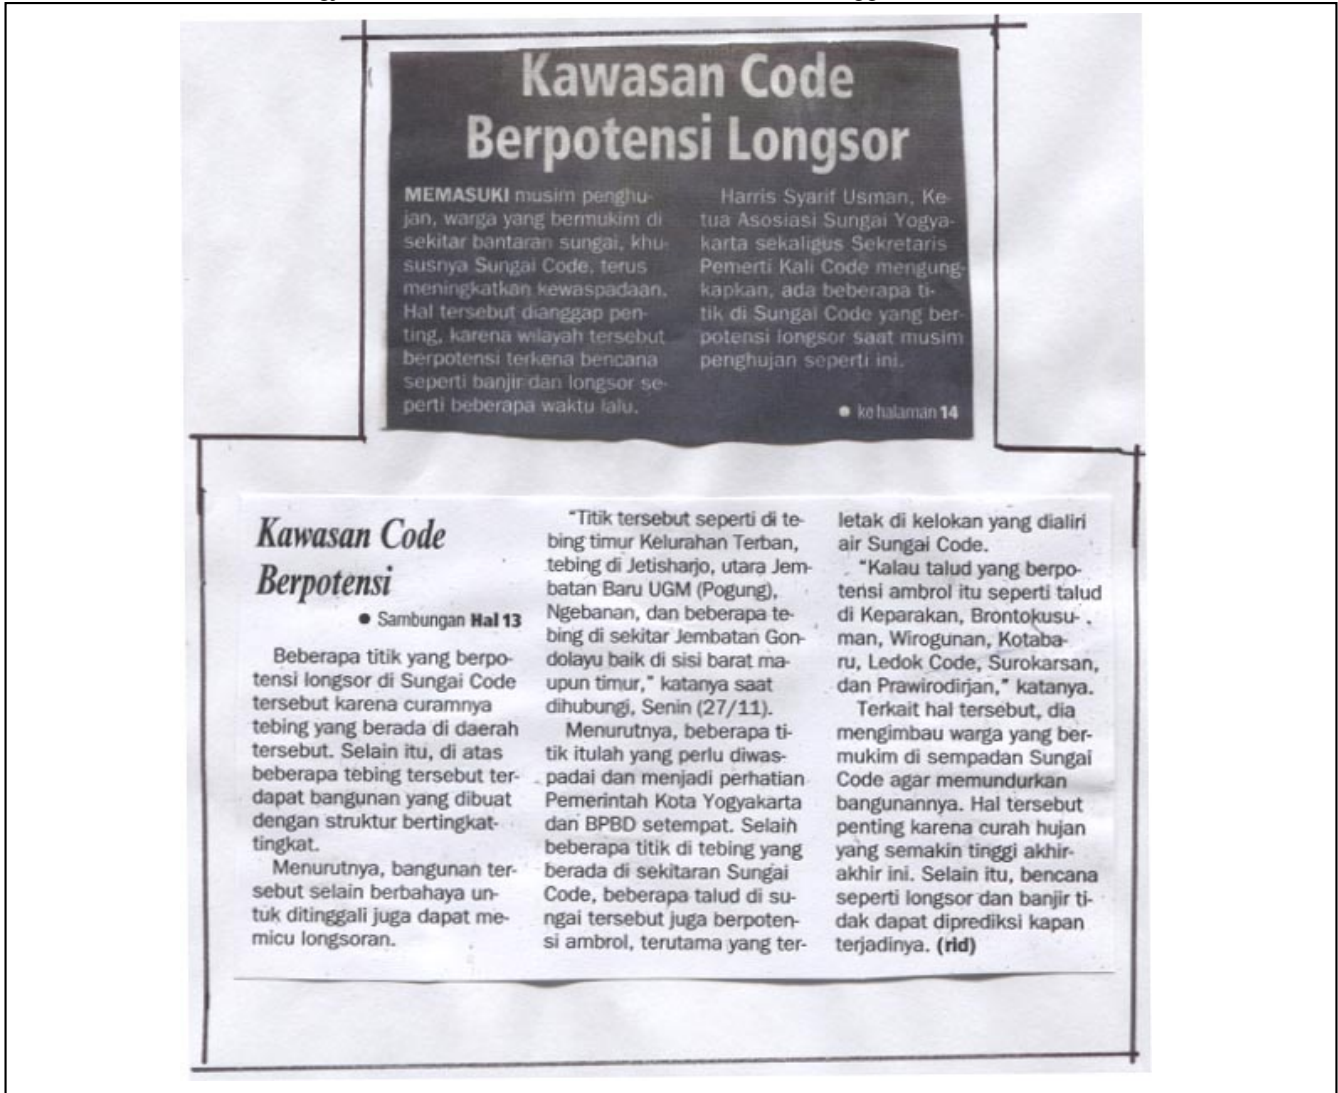 Kawasan Code
Berpotensi Longsor
MEMASUKI musim penghu-
jan, warga yang bermukim di
sekitar bantaran sungai, khu-
susnya Sungai Code, terus
meningkatkan kewaspadaan.
Hal tersebut dianggap pen-
ting, karena wilayah tersebut
berpotensi terkena bencana
seperti banjir dan longsor se-
perti beberapa waktu lalu.
Harris Syarif Usman, Ke-
tua Asosiasi Sungai Yogya-
karta sekaligus Sekretaris
Pemerti Kali Code mengung-
kapkan, ada beberapa ti-
tik di Sungai Code yang ber-
potensi longsor saat musim
penghujan seperti ini.
● ke halaman 14
Kawasan Code
Berpotensi
● Sambungan Hal 13
Beberapa titik yang berpo-
tensi longsor di Sungai Code
tersebut karena curamnya
tebing yang berada di daerah
tersebut. Selain itu, di atas
beberapa tebing tersebut ter-
dapat bangunan yang dibuat
dengan struktur bertingkat-
tingkat.
Menurutnya, bangunan ter-
sebut selain berbahaya un-
tuk ditinggali juga dapat me-
micu longsoran.
"Titik tersebut seperti di te-
bing timur Kelurahan Terban,
tebing di Jetisharjo, utara Jem-
batan Baru UGM (Pogung),
Ngebanan, dan beberapa te-
bing di sekitar Jembatan Gon-
dolayu baik di sisi barat ma-
upun timur," katanya saat
dihubungi, Senin (27/11).
Menurutnya, beberapa ti-
tik itulah yang perlu diwas-
padai dan menjadi perhatian
Pemerintah Kota Yogyakarta
dan BPBD setempat. Selain
beberapa titik di tebing yang
berada di sekitaran Sungai
Code, beberapa talud di su-
ngai tersebut juga berpoten-
si ambrol, terutama yang ter-
letak di kelokan yang dialiri
air Sungai Code.
"Kalau talud yang berpo-
tensi ambrol itu seperti talud
di Keparakan, Brontokusu-
man, Wirogunan, Kotaba-
ru, Ledok Code, Surokarsan,
dan Prawirodirjan," katanya.
Terkait hal tersebut, dia
mengimbau warga yang ber-
mukim di sempadan Sungai
Code agar memundurkan
bangunannya. Hal tersebut
penting karena curah hujan
yang semakin tinggi akhir-
akhir ini. Selain itu, bencana
seperti longsor dan banjir ti-
dak dapat diprediksi kapan
terjadinya. (rid)